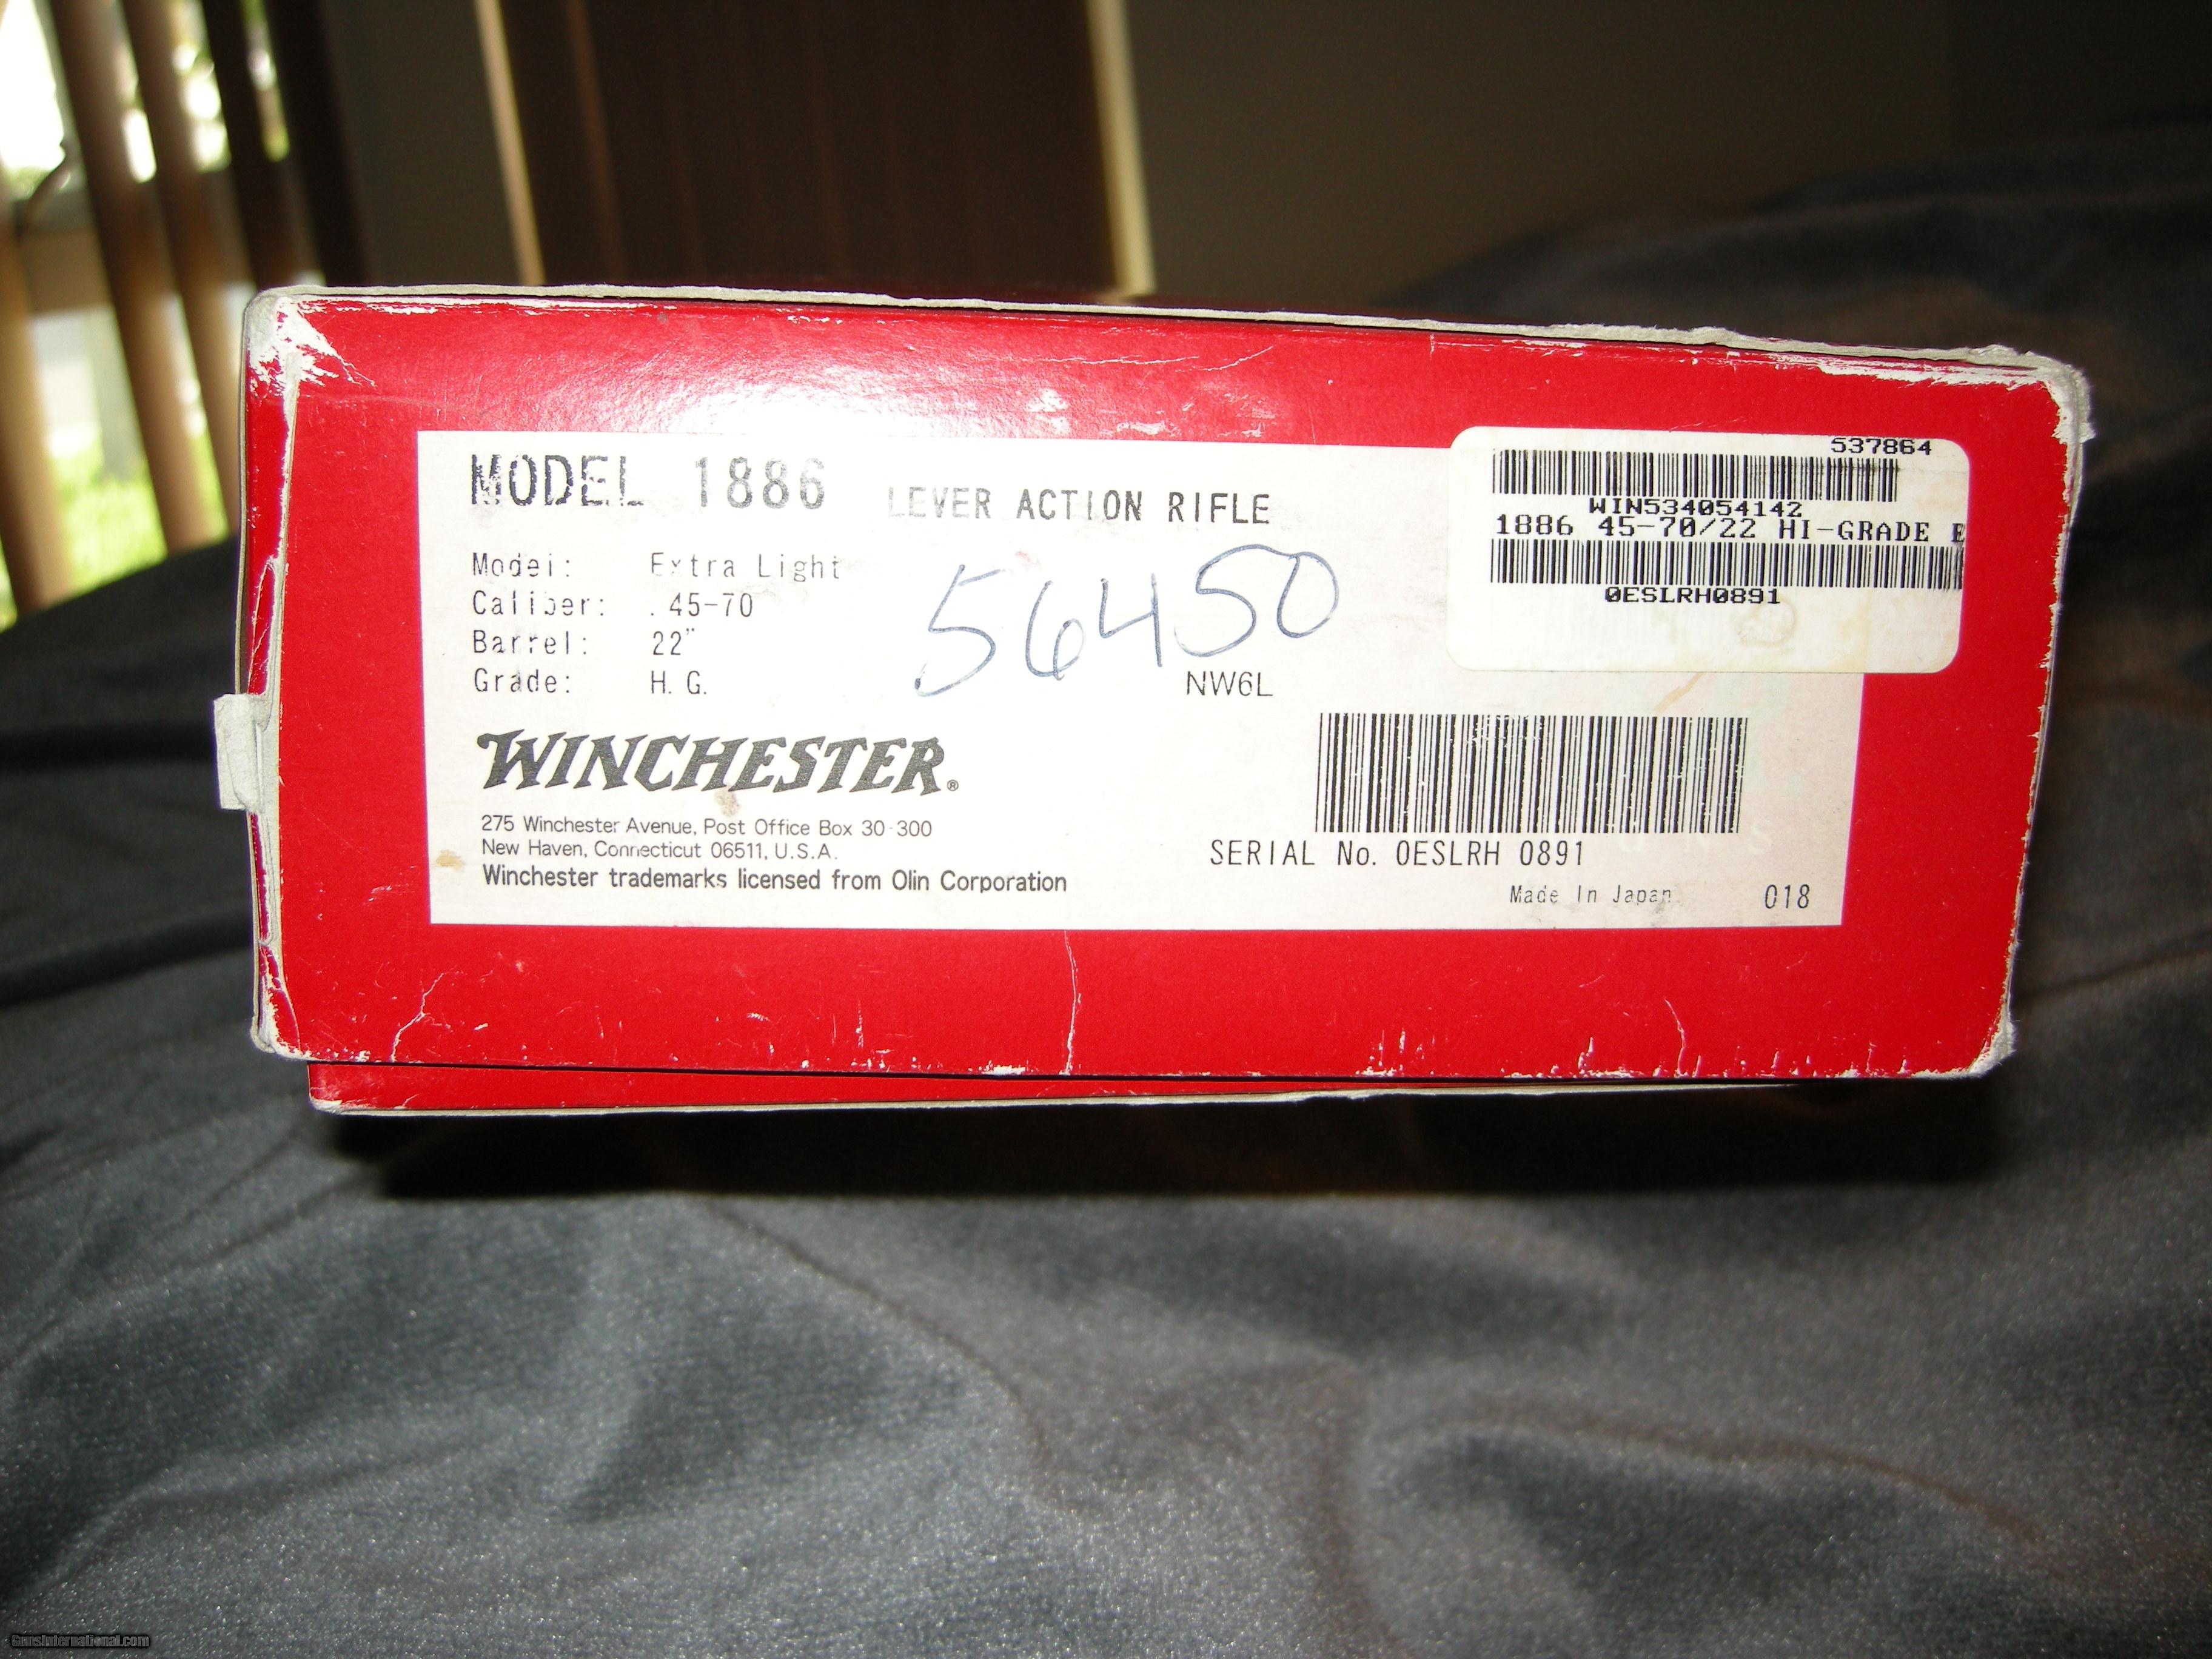 MODEL 1886 LEVER ACTION RIFLE
Model: Extra Light
Caliber: .45-70
Barrel: 22"
Grade: H. G.
56450
NW6L
WINCHESTER®
275 Winchester Avenue, Post Office Box 30-300
New Haven, Connecticut 06511, U.S.A.
Winchester trademarks licensed from Olin Corporation
537864
WIN534054142
1886 45-70/22 HI-GRADE E
0ESLRH0891
SERIAL No. 0ESLRH 0891
Made In Japan 018
GunsInternational.com